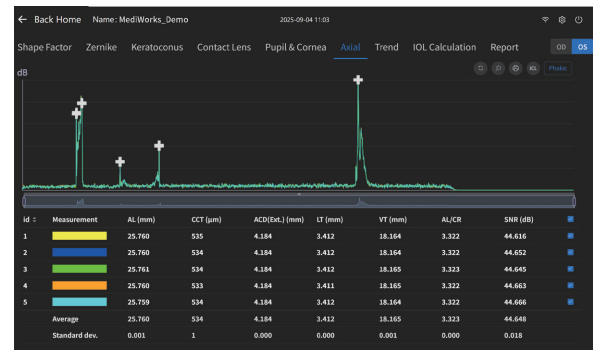 Back Home Name: MediWorks_Demo 2025-09-04 11:03
Shape Factor Zernike Keratoconus Contact Lens Pupil & Cornea Axial Trend IOL Calculation Report OD OS
dB ICL Phakic
id Measurement AL (mm) CCT (μm) ACD(Ext.) (mm) LT (mm) VT (mm) AL/CR SNR (dB)
1 25.760 535 4.184 3.412 18.164 3.322 44.616
2 25.760 534 4.184 3.412 18.164 3.322 44.652
3 25.761 534 4.184 3.412 18.165 3.323 44.645
4 25.760 533 4.184 3.411 18.165 3.322 44.663
5 25.759 534 4.184 3.412 18.164 3.322 44.666
Average 25.760 534 4.184 3.412 18.165 3.323 44.648
Standard dev. 0.001 1 0.000 0.000 0.001 0.000 0.018